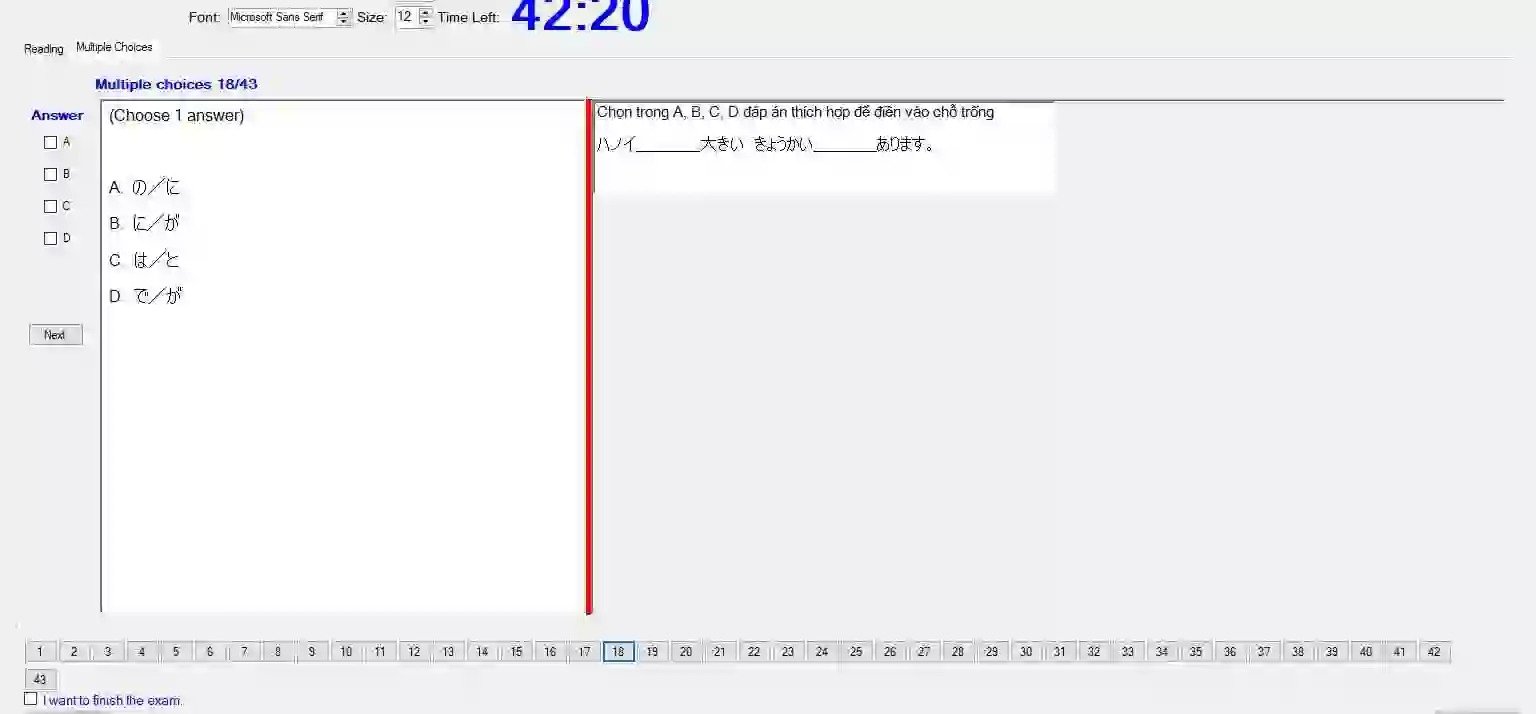 Font: Microsoft Sans Serif Size: 12 Time Left: 42:20
Reading Multiple Choices
Multiple choices 18/43
Answer
A
B
C
D
Next
(Choose 1 answer)
A. の／に
B. に／が
C. は／と
D. で／が
Chọn trong A, B, C, D đáp án thích hợp để điền vào chỗ trống
ハノイ________大きい きょうかい________あります。
1 2 3 4 5 6 7 8 9 10 11 12 13 14 15 16 17 18 19 20 21 22 23 24 25 26 27 28 29 30 31 32 33 34 35 36 37 38 39 40 41 42
43
I want to finish the exam.